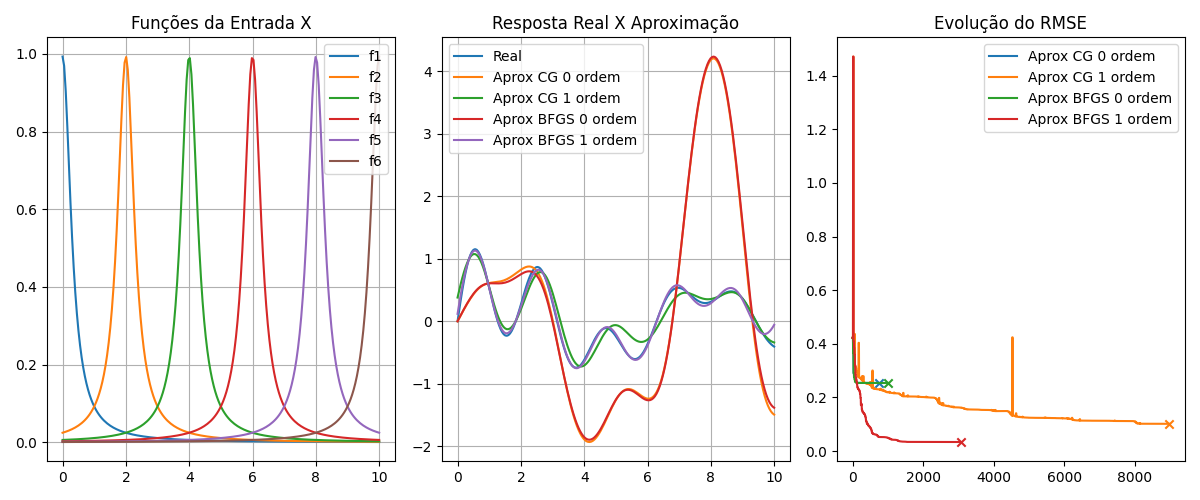 Funções da Entrada X
1.0
0.8
0.6
0.4
0.2
0.0
0 2 4 6 8 10
f1
f2
f3
f4
f5
f6
Resposta Real X Aproximação
4
3
2
1
0
−1
−2
0 2 4 6 8 10
Real
Aprox CG 0 ordem
Aprox CG 1 ordem
Aprox BFGS 0 ordem
Aprox BFGS 1 ordem
Evolução do RMSE
1.4
1.2
1.0
0.8
0.6
0.4
0.2
0.0
0 2000 4000 6000 8000
Aprox CG 0 ordem
Aprox CG 1 ordem
Aprox BFGS 0 ordem
Aprox BFGS 1 ordem